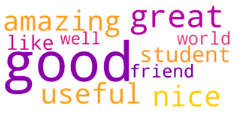 amazing great
like well world
good student
friend
useful nice